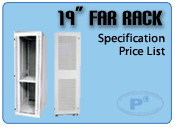 19" FAR RACK
Specification
Price List